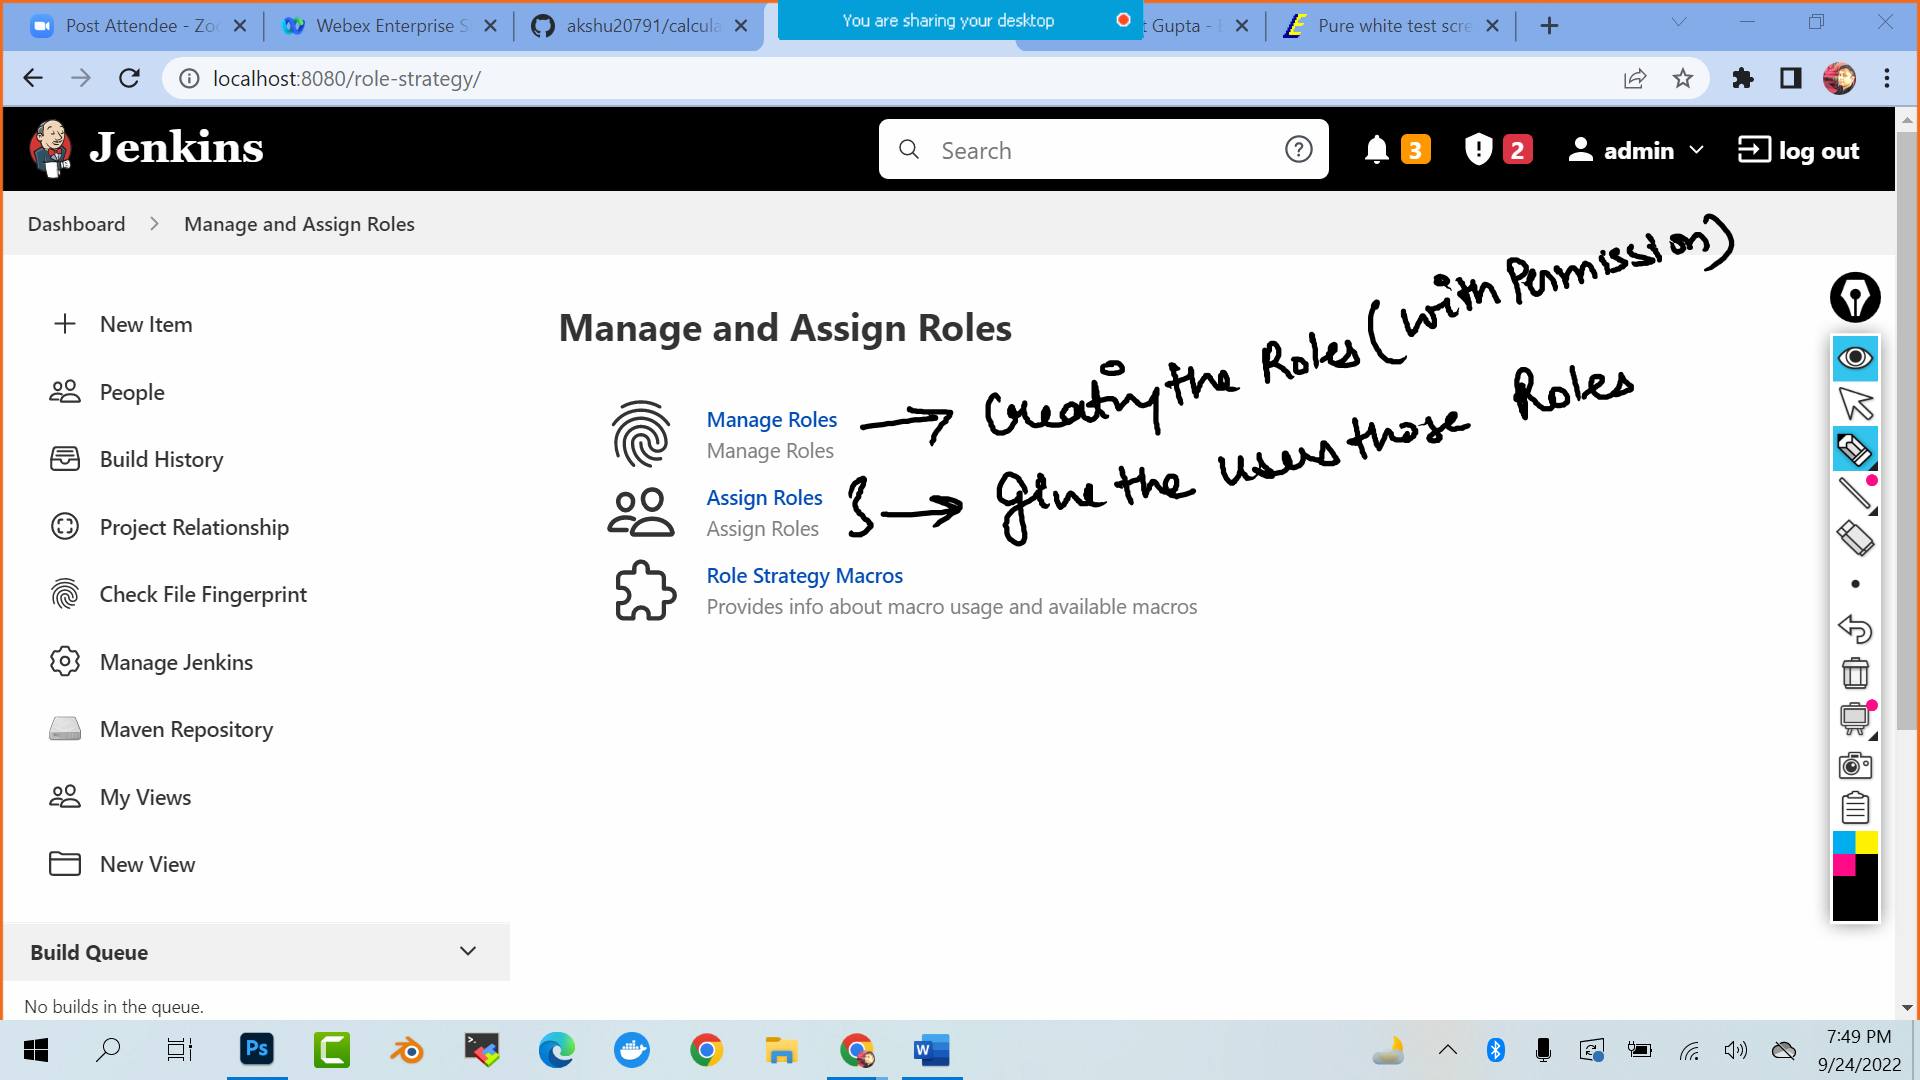 Post Attendee - Zoo
Webex Enterprise S
akshu20791/calcula
You are sharing your desktop
t Gupta - 
Pure white test scre
localhost:8080/role-strategy/
Jenkins
Search
3
2
admin
log out
Dashboard
Manage and Assign Roles
New Item
People
Build History
Project Relationship
Check File Fingerprint
Manage Jenkins
Maven Repository
My Views
New View
Manage and Assign Roles
Manage Roles
Manage Roles
Creating the Roles (with Permission)
Assign Roles
Assign Roles
give the users those Roles
Role Strategy Macros
Provides info about macro usage and available macros
Build Queue
No builds in the queue.
7:49 PM
9/24/2022